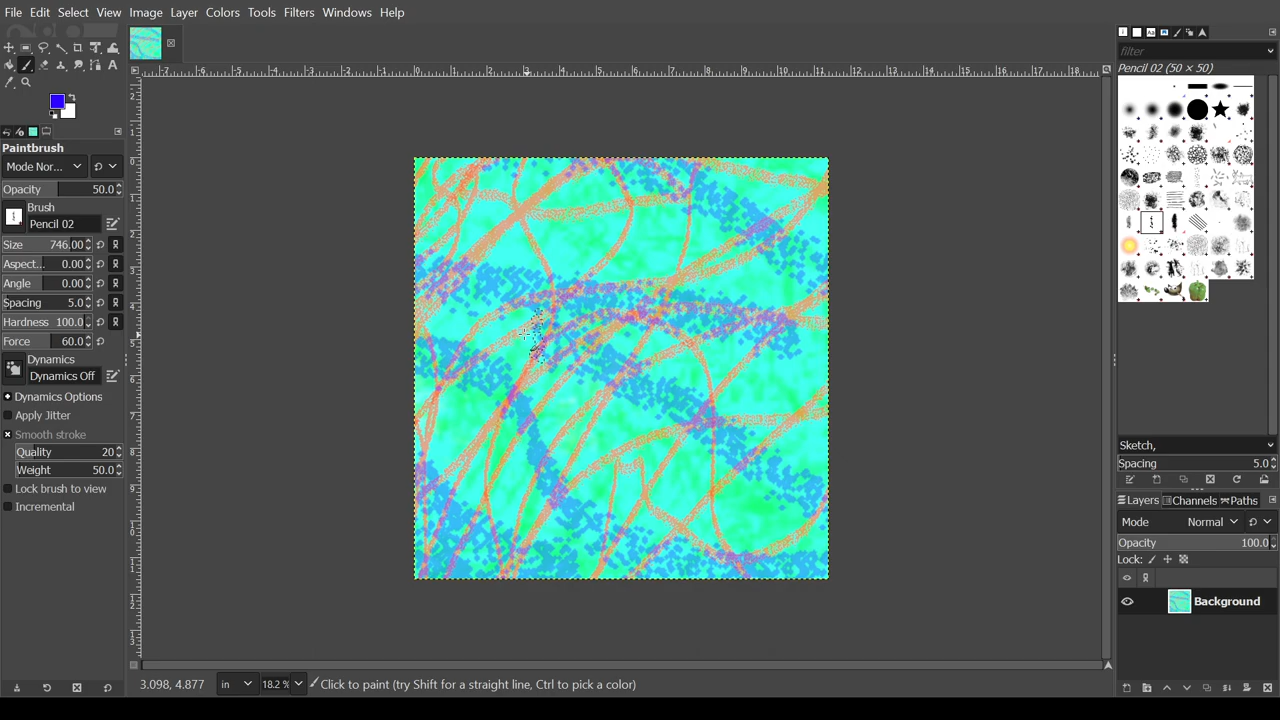 File Edit Select View Image Layer Colors Tools Filters Windows Help
filter
Pencil 02 (50 × 50)
Paintbrush
Mode Nor...
Opacity 50.0
Brush
Pencil 02
Size 746.00
Aspect... 0.00
Angle 0.00
Spacing 5.0
Hardness 100.0
Force 60.0
Dynamics
Dynamics Off
Dynamics Options
Apply Jitter
Smooth stroke
Quality 20
Weight 50.0
Lock brush to view
Incremental
Sketch,
Spacing 5.0
Layers Channels Paths
Mode Normal
Opacity 100.0
Lock:
Background
3.098, 4.877 in 18.2 % Click to paint (try Shift for a straight line, Ctrl to pick a color)